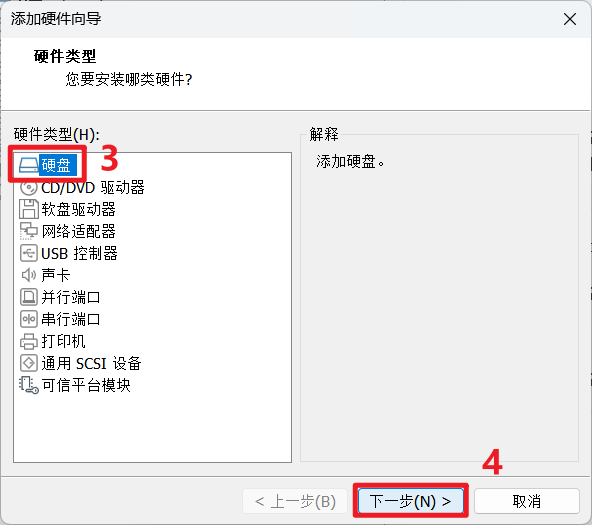 添加硬件向导
硬件类型
您要安装哪类硬件?
硬件类型(H):
解释
硬盘
3
添加硬盘。
CD/DVD 驱动器
软盘驱动器
网络适配器
USB 控制器
声卡
并行端口
串行端口
打印机
通用 SCSI 设备
可信平台模块
4
< 上一步(B)
下一步(N) >
取消